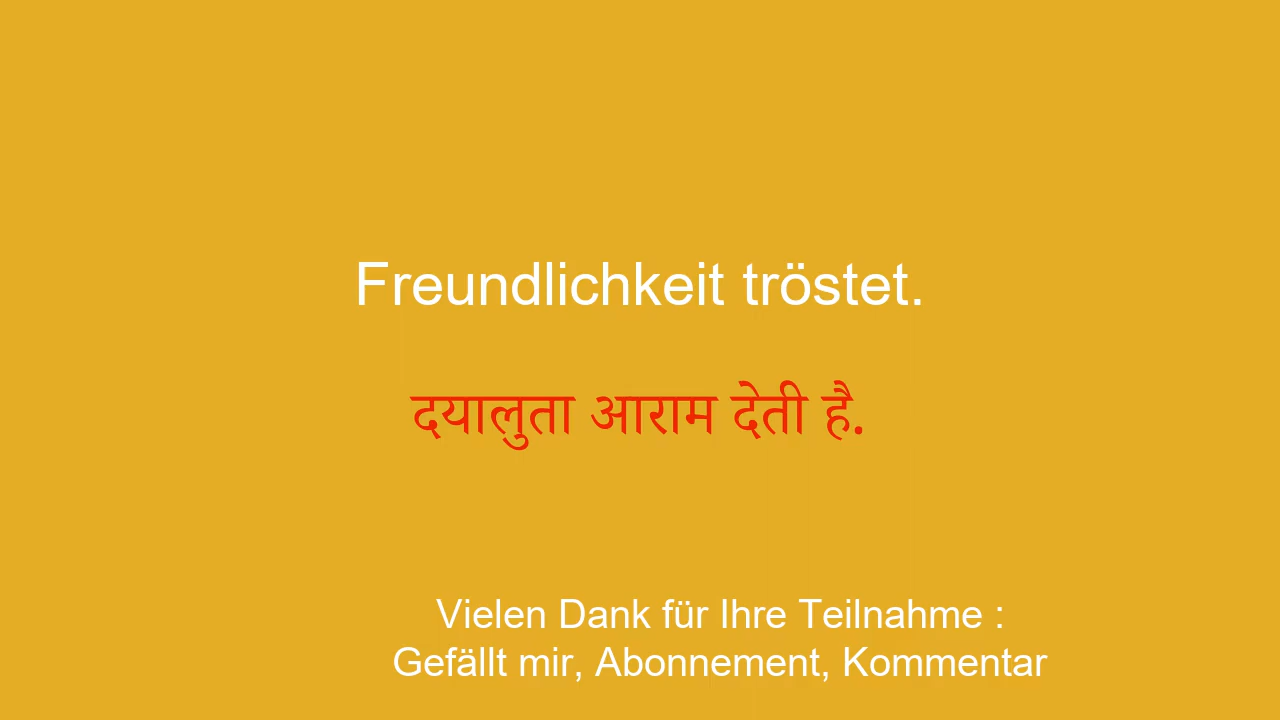 Freundlichkeit tröstet.
दयालुता आराम देती है.
Vielen Dank für Ihre Teilnahme :
Gefällt mir, Abonnement, Kommentar